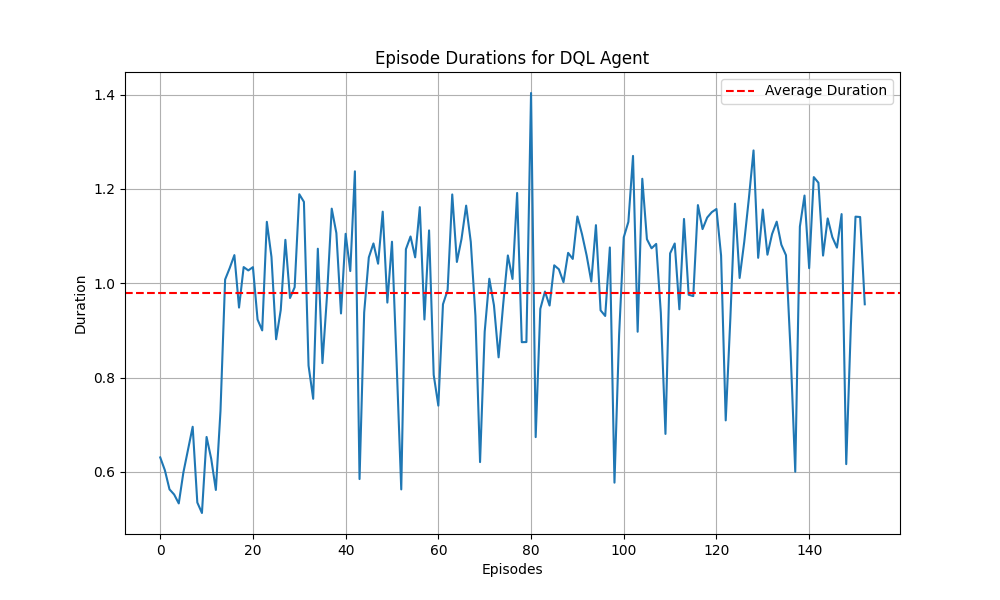 Episode Durations for DQL Agent
Average Duration
1.4
1.2
1.0
0.8
0.6
Duration
0 20 40 60 80 100 120 140
Episodes